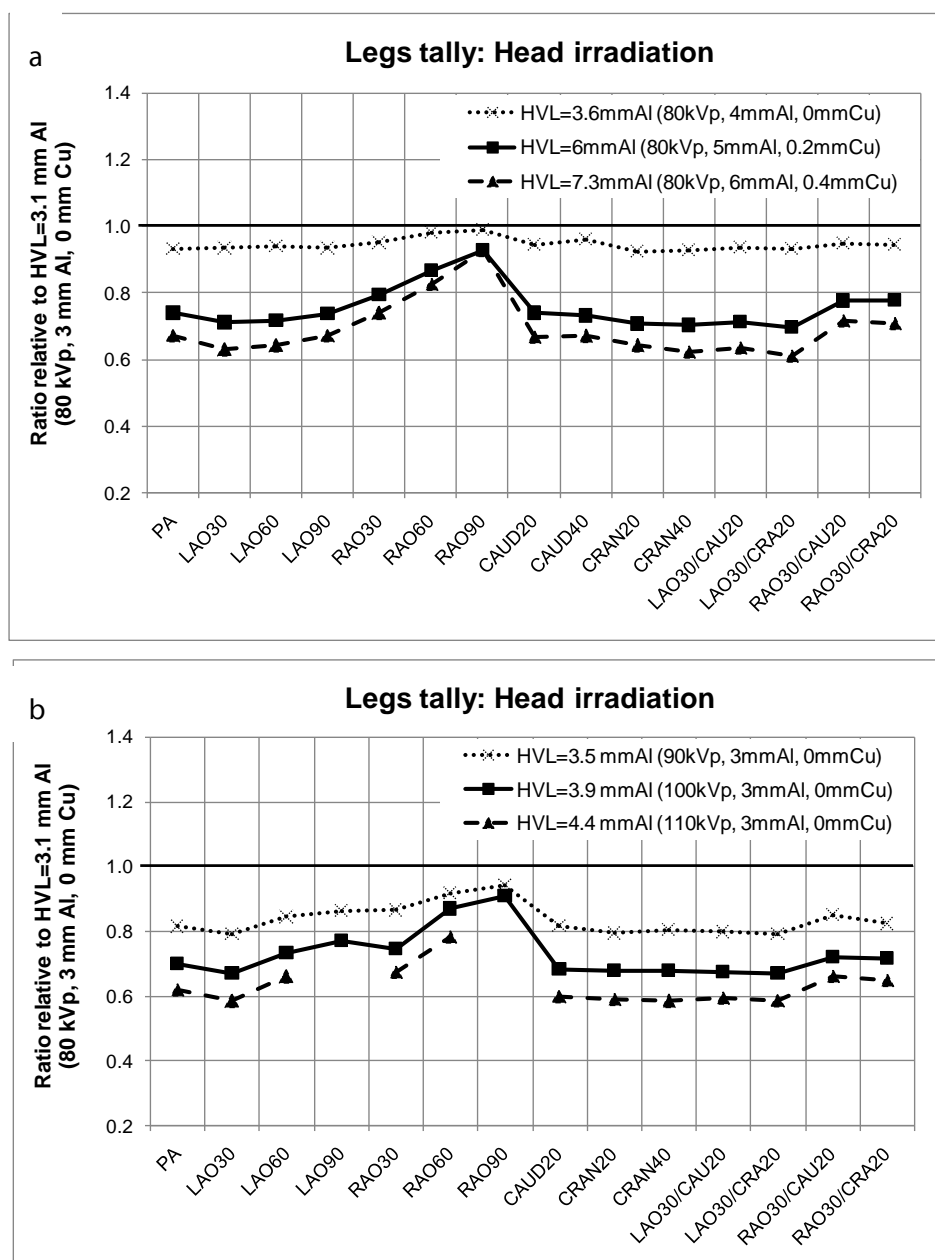 a
Legs tally: Head irradiation
Ratio relative to HVL=3.1 mm Al
(80 kVp, 3 mm Al, 0 mm Cu)
1.4
1.2
1.0
0.8
0.6
0.4
0.2
HVL=3.6mmAl (80kVp, 4mmAl, 0mmCu)
HVL=6mmAl (80kVp, 5mmAl, 0.2mmCu)
HVL=7.3mmAl (80kVp, 6mmAl, 0.4mmCu)
PA
LAO30
LAO60
LAO90
RAO30
RAO60
RAO90
CAUD20
CAUD40
CRAN20
CRAN40
LAO30/CAU20
LAO30/CRA20
RAO30/CAU20
RAO30/CRA20
b
Legs tally: Head irradiation
Ratio relative to HVL=3.1 mm Al
(80 kVp, 3 mm Al, 0 mm Cu)
1.4
1.2
1.0
0.8
0.6
0.4
0.2
HVL=3.5 mmAl (90kVp, 3mmAl, 0mmCu)
HVL=3.9 mmAl (100kVp, 3mmAl, 0mmCu)
HVL=4.4 mmAl (110kVp, 3mmAl, 0mmCu)
PA
LAO30
LAO60
LAO90
RAO30
RAO60
RAO90
CAUD20
CRAN20
CRAN40
LAO30/CAU20
LAO30/CRA20
RAO30/CAU20
RAO30/CRA20